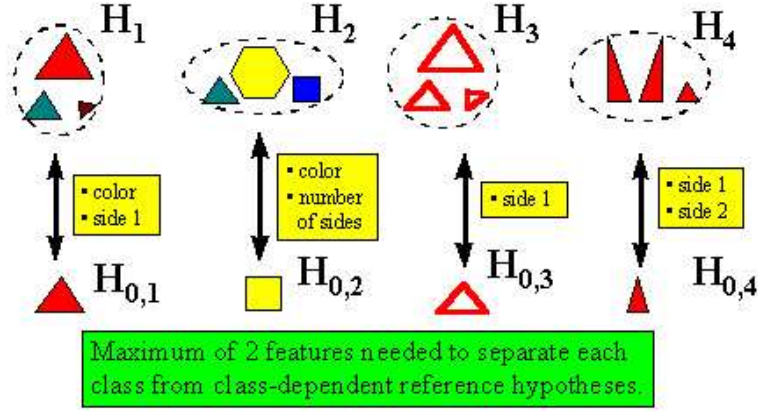 H1 H2 H3 H4
▪ color
▪ side 1
▪ color
▪ number
of sides
▪ side 1
▪ side 1
▪ side 2
H0,1 H0,2 H0,3 H0,4
Maximum of 2 features needed to separate each
class from class-dependent reference hypotheses.